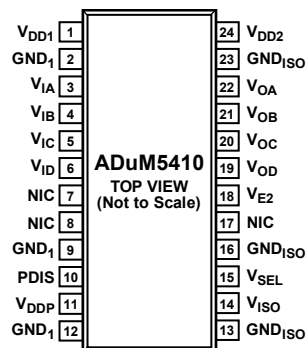 VDD1 1 24 VDD2
GND1 2 23 GNDISO
VIA 3 22 VOA
VIB 4 21 VOB
VIC 5 20 VOC
VID 6 19 VOD
NIC 7 18 VE2
NIC 8 17 NIC
GND1 9 16 GNDISO
PDIS 10 15 VSEL
VDDP 11 14 VISO
GND1 12 13 GNDISO
ADuM5410
TOP VIEW
(Not to Scale)